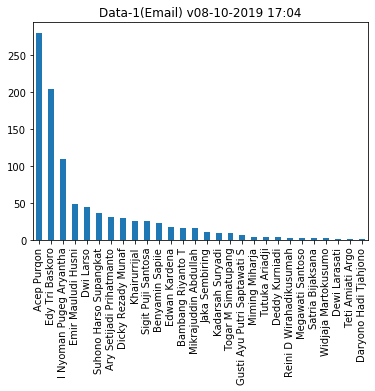 Data-1(Email) v08-10-2019 17:04
250
200
150
100
50
0
Acep Purqon
Edy Tri Baskoro
I Nyoman Pugeg Aryantha
Emir Mauludi Husni
Dwi Larso
Suhono Harso Supangkat
Ary Setijadi Prihatmanto
Dicky Rezady Munaf
Khairurrijal
Sigit Puji Santosa
Benyamin Sapiie
Edwan Kardena
Bambang Riyanto T
Mikrajuddin Abdullah
Jaka Sembiring
Kadarsah Suryadi
Togar M Simatupang
Gusti Ayu Putri Saptawati S
Miming Miharja
Tutuka Ariadji
Deddy Kurniadi
Reini D Wirahadikusumah
Megawati Santoso
Satria Bijaksana
Widjaja Martokusumo
Dewi Larasati
Teti Amiati Argo
Daryono Hadi Tjahjono